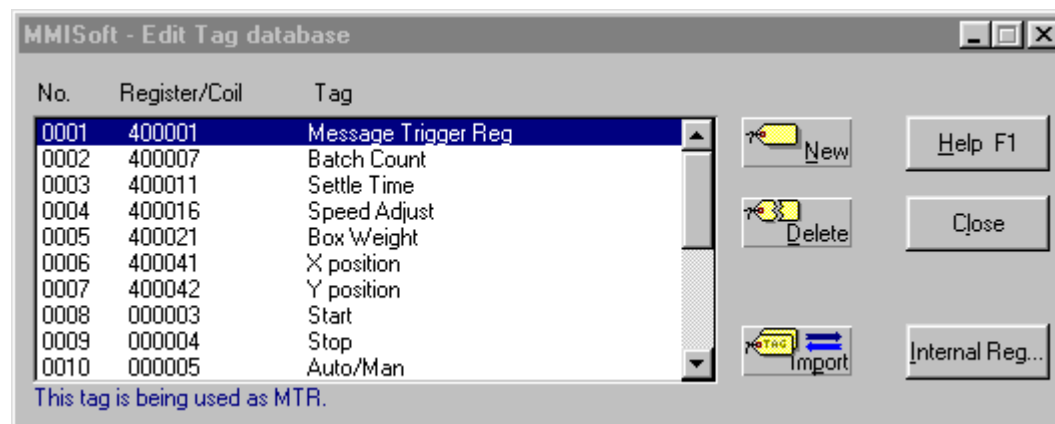 MMISoft - Edit Tag database
No. Register/Coil Tag
0001 400001 Message Trigger Reg
0002 400007 Batch Count
0003 400011 Settle Time
0004 400016 Speed Adjust
0005 400021 Box Weight
0006 400041 X position
0007 400042 Y position
0008 000003 Start
0009 000004 Stop
0010 000005 Auto/Man
This tag is being used as MTR.
New
Delete
TAG Import
Help F1
Close
Internal Reg...